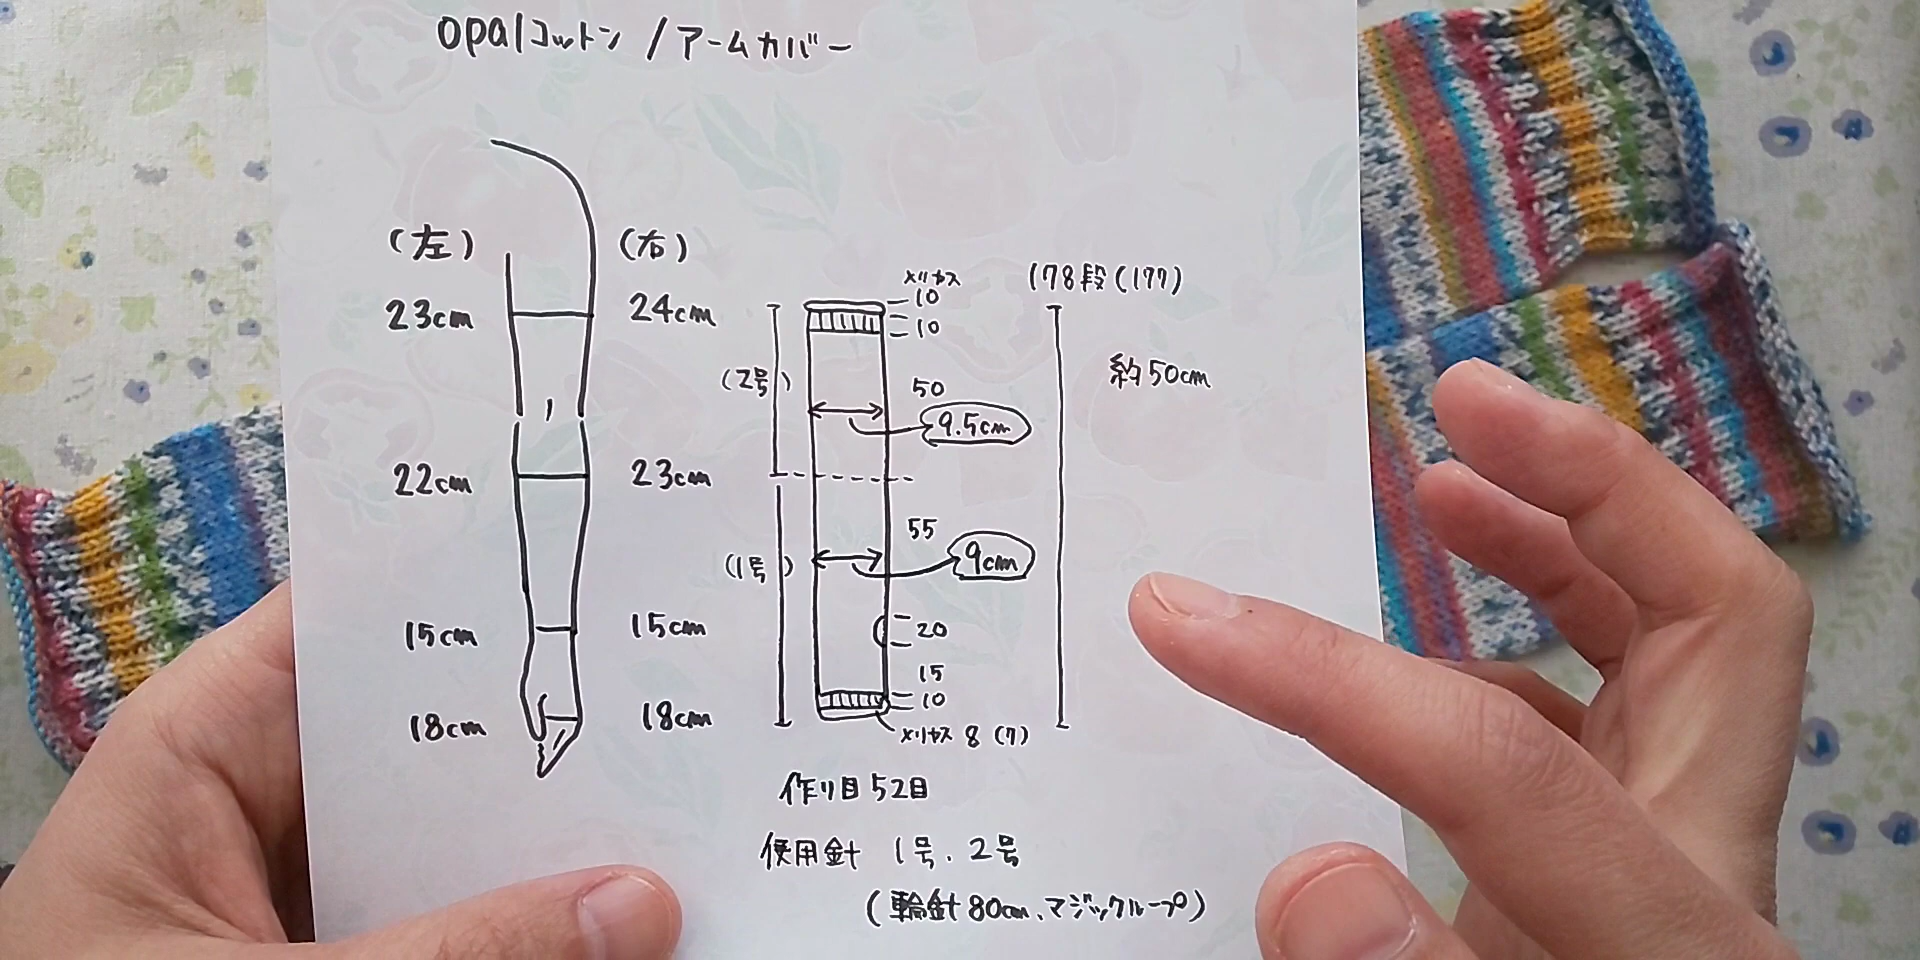 opalコットン/アームカバー
(左)
(右)
23cm
24cm
22cm
23cm
15cm
15cm
18cm
18cm
メリヤス
10
10
(2号)
50
9.5cm
55
(1号)
9cm
20
15
10
メリヤス 8 (7)
178段(177)
約50cm
作り目52目
使用針 1号、2号
(輪針80cm、マジックループ)